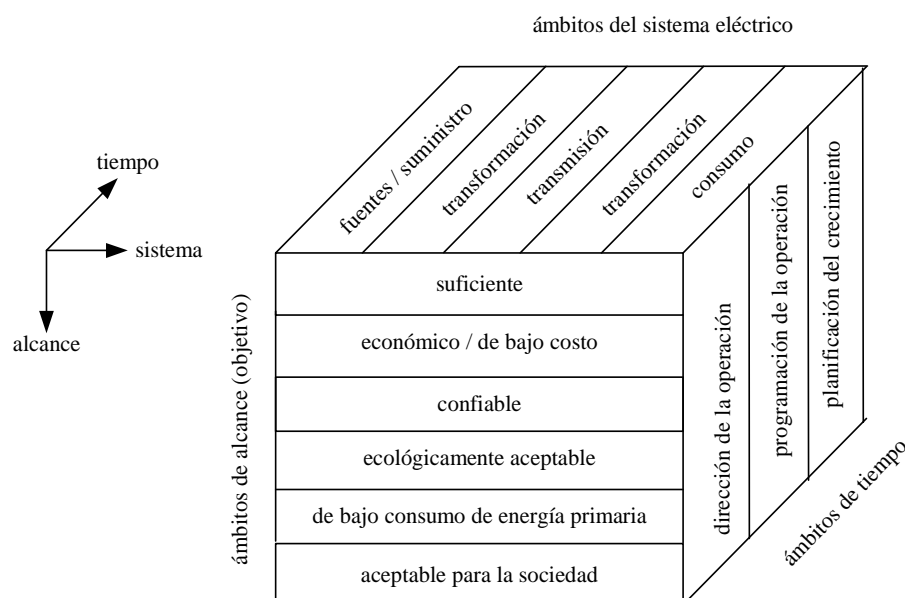 ámbitos del sistema eléctrico
fuentes / suministro
transformación
transmisión
transformación
consumo
tiempo
sistema
alcance
ámbitos de alcance (objetivo)
suficiente
económico / de bajo costo
confiable
ecológicamente aceptable
de bajo consumo de energía primaria
aceptable para la sociedad
dirección de la operación
programación de la operación
planificación del crecimiento
ámbitos de tiempo